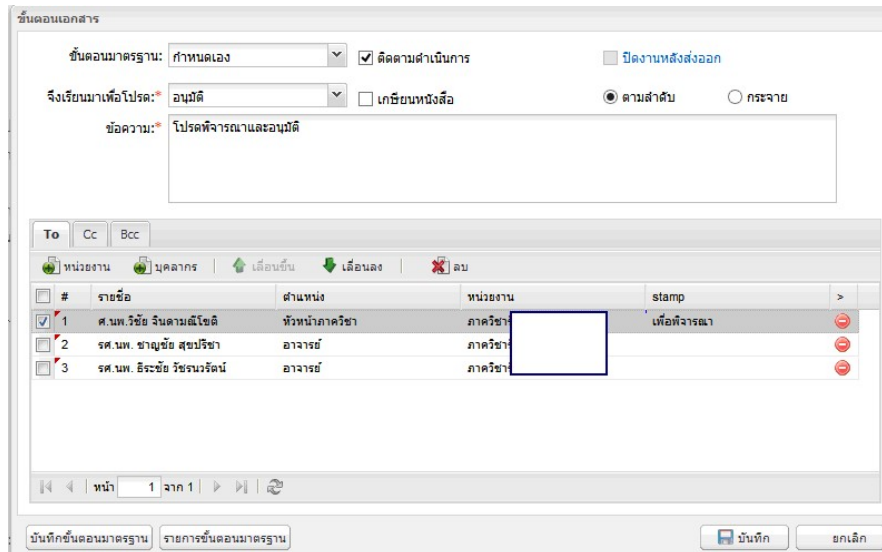 ขั้นตอนเอกสาร
ขั้นตอนมาตรฐาน: กำหนดเอง ติดตามดำเนินการ ปิดงานหลังส่งออก
จึงเรียนมาเพื่อโปรด:* อนุมัติ เกษียนหนังสือ ตามลำดับ กระจาย
ข้อความ:* โปรดพิจารณาและอนุมัติ
To Cc Bcc
หน่วยงาน บุคลากร เลื่อนขึ้น เลื่อนลง ลบ
# รายชื่อ ตำแหน่ง หน่วยงาน stamp >
1 ศ.นพ.วิชัย จินดามณีโชติ หัวหน้าภาควิชา ภาควิชา เพื่อพิจารณา
2 รศ.นพ. ชาญชัย สุขปรีชา อาจารย์ ภาควิชา
3 รศ.นพ. ธีระชัย วัชรนวรัตน์ อาจารย์ ภาควิชา
หน้า 1 จาก 1
บันทึกขั้นตอนมาตรฐาน รายการขั้นตอนมาตรฐาน บันทึก ยกเลิก